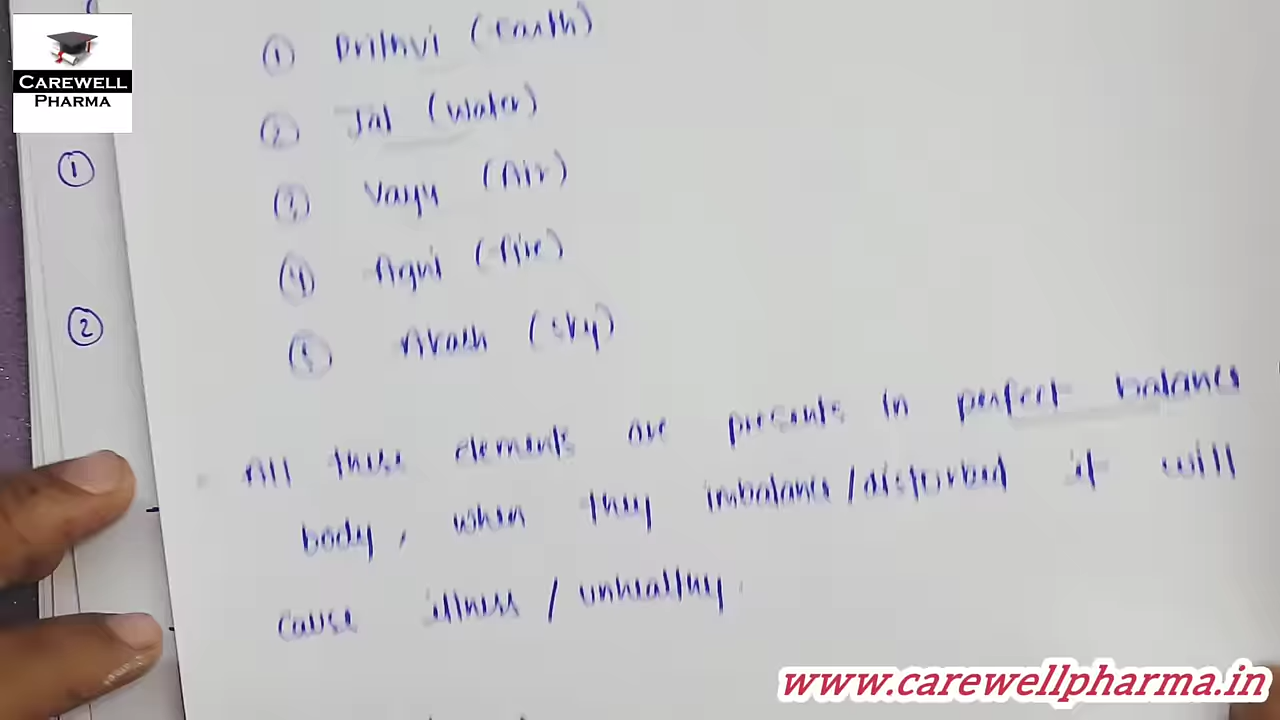 CAREWELL
PHARMA
① Prithvi (Earth)
② Jal (Water)
③ Vayu (Air)
④ Agni (Fire)
⑤ Akash (Sky)
①
②
- All these elements are presents in perfect balance
body, when they imbalance/disturbed it will
cause illness / unhealthy.
www.carewellpharma.in